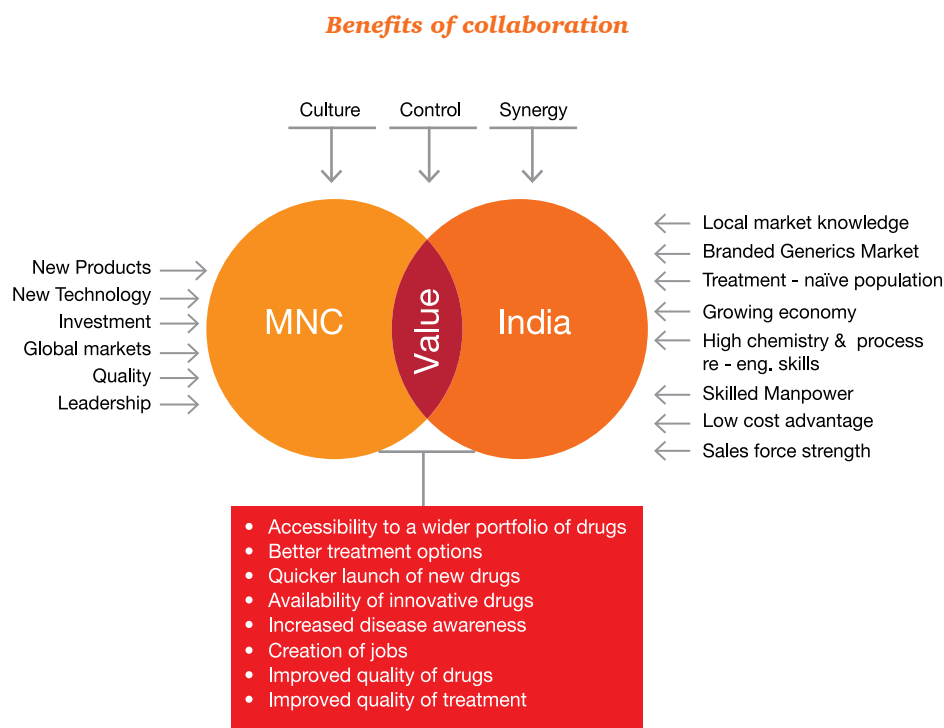 Benefits of collaboration
Culture
Control
Synergy
New Products
New Technology
Investment
Global markets
Quality
Leadership
MNC
Value
India
Local market knowledge
Branded Generics Market
Treatment - naïve population
Growing economy
High chemistry & process
re - eng. skills
Skilled Manpower
Low cost advantage
Sales force strength
• Accessibility to a wider portfolio of drugs
• Better treatment options
• Quicker launch of new drugs
• Availability of innovative drugs
• Increased disease awareness
• Creation of jobs
• Improved quality of drugs
• Improved quality of treatment